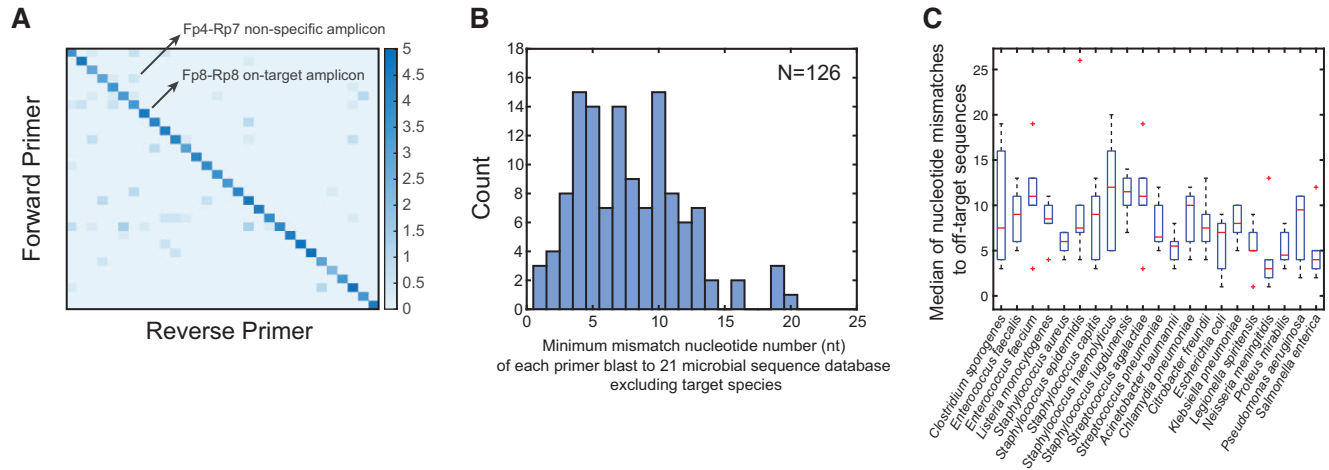 A
Fp4-Rp7 non-specific amplicon
Fp8-Rp8 on-target amplicon
Forward Primer
Reverse Primer
5
4.5
4
3.5
3
2.5
2
1.5
1
0.5
0
B
N=126
Count
18
16
14
12
10
8
6
4
2
0
0 5 10 15 20 25
Minimum mismatch nucleotide number (nt)
of each primer blast to 21 microbial sequence database
excluding target species
C
Median of nucleotide mismatches
to off-target sequences
25
20
15
10
5
0
Clostridium sporogenes
Enterococcus faecalis
Enterococcus faecium
Listeria monocytogenes
Staphylococcus aureus
Staphylococcus epidermidis
Staphylococcus capitis
Staphylococcus haemolyticus
Staphylococcus lugdunensis
Streptococcus agalactiae
Streptococcus pneumoniae
Acinetobacter baumannii
Chlamydia pneumoniae
Citrobacter freundii
Escherichia coli
Klebsiella pneumoniae
Legionella spiritensis
Neisseria meningitidis
Proteus mirabilis
Pseudomonas aeruginosa
Salmonella enterica